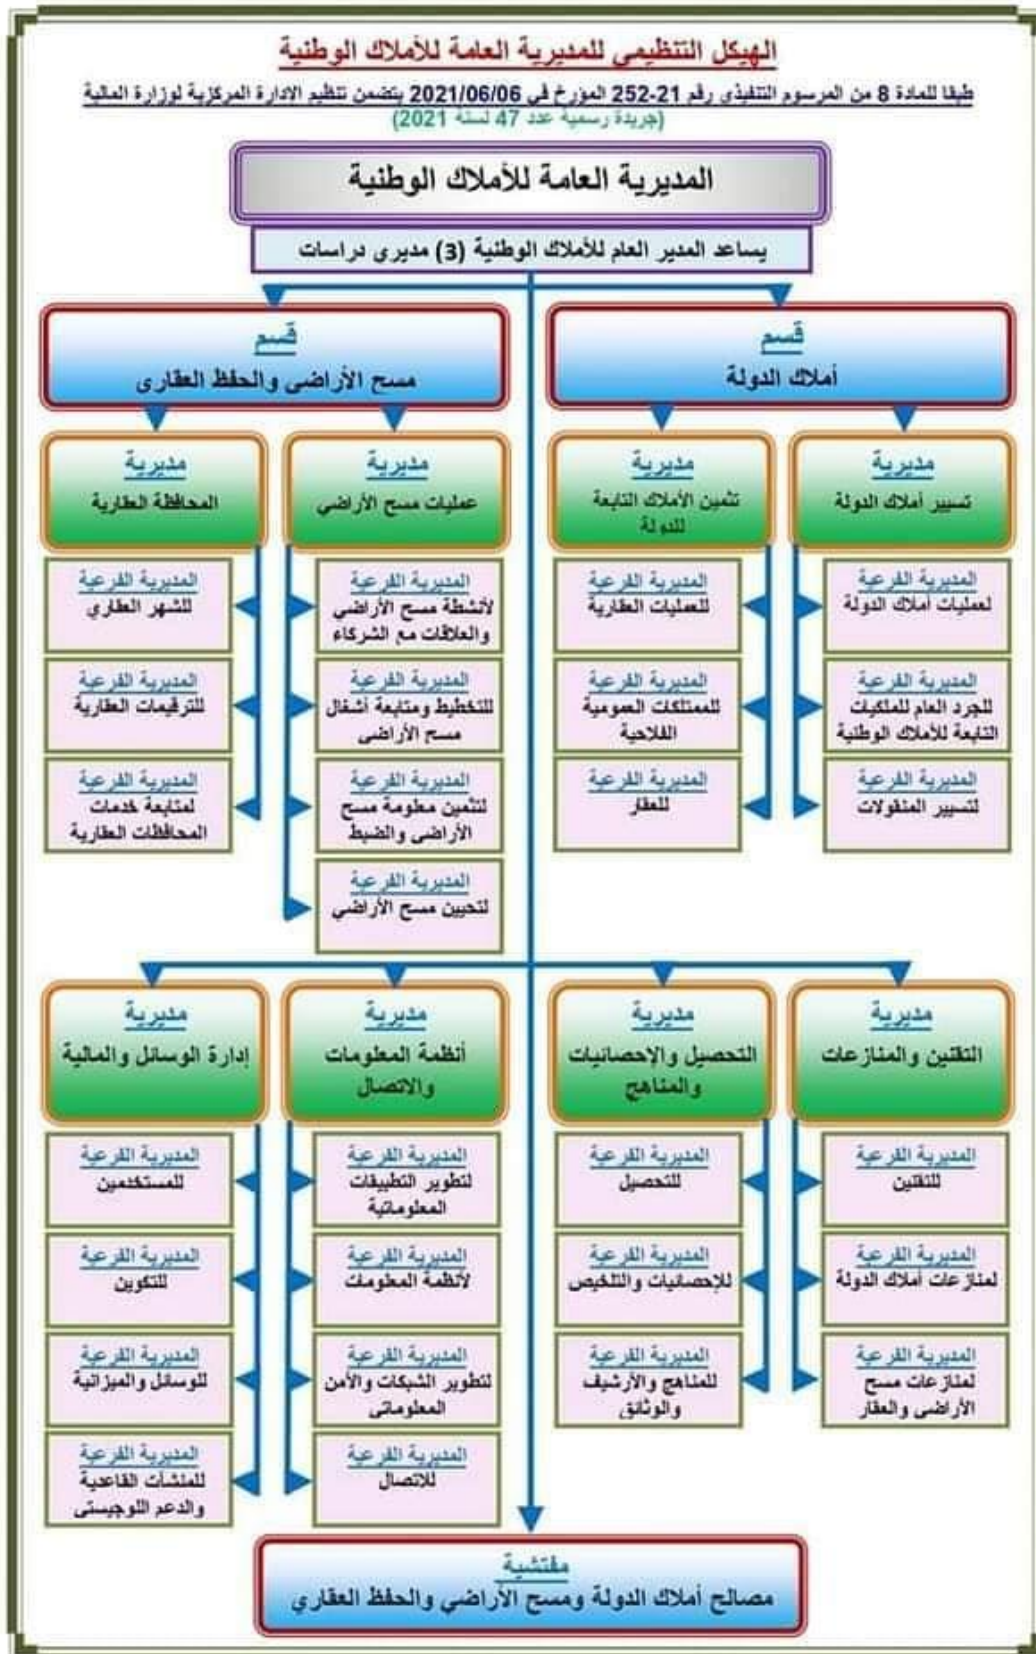 الهيكل التنظيمي للمديرية العامة للأملاك الوطنية
طبقا للمادة 8 من المرسوم التنفيذي رقم 21-252 المؤرخ في 2021/06/06 يتضمن تنظيم الادارة المركزية لوزارة المالية
(جريدة رسمية عدد 47 لسنة 2021)
المديرية العامة للأملاك الوطنية
يساعد المدير العام للأملاك الوطنية (3) مديري دراسات
قسم
أملاك الدولة
قسم
مسح الأراضي والحفظ العقاري
مديرية
تسيير أملاك الدولة
مديرية
تثمين الأملاك التابعة
للدولة
مديرية
عمليات مسح الأراضي
مديرية
المحافظة العقارية
المديرية الفرعية
لعمليات أملاك الدولة
المديرية الفرعية
للجرد العام للملكيات
التابعة للأملاك الوطنية
المديرية الفرعية
لتسيير المنقولات
المديرية الفرعية
للعمليات العقارية
المديرية الفرعية
للممتلكات العمومية
الفلاحية
المديرية الفرعية
للعقار
المديرية الفرعية
لأنشطة مسح الأراضي
والعلاقات مع الشركاء
المديرية الفرعية
للتخطيط ومتابعة أشغال
مسح الأراضي
المديرية الفرعية
لتثمين معلومة مسح
الأراضي والضبط
المديرية الفرعية
لتحيين مسح الأراضي
المديرية الفرعية
للشهر العقاري
المديرية الفرعية
للترقيمات العقارية
المديرية الفرعية
لمتابعة خدمات
المحافظات العقارية
مديرية
التقنين والمنازعات
مديرية
التحصيل والإحصائيات
والمناهج
مديرية
أنظمة المعلومات
والاتصال
مديرية
إدارة الوسائل والمالية
المديرية الفرعية
للتقنين
المديرية الفرعية
لمنازعات أملاك الدولة
المديرية الفرعية
لمنازعات مسح
الأراضي والعقار
المديرية الفرعية
للتحصيل
المديرية الفرعية
للإحصائيات والتلخيص
المديرية الفرعية
للمناهج والأرشيف
والوثائق
المديرية الفرعية
لتطوير التطبيقات
المعلوماتية
المديرية الفرعية
لأنظمة المعلومات
المديرية الفرعية
لتطوير الشبكات والأمن
المعلوماتي
المديرية الفرعية
للاتصال
المديرية الفرعية
للمستخدمين
المديرية الفرعية
للتكوين
المديرية الفرعية
للوسائل والميزانية
المديرية الفرعية
للمنشآت القاعدية
والدعم اللوجيستي
مفتشية
مصالح أملاك الدولة ومسح الأراضي والحفظ العقاري